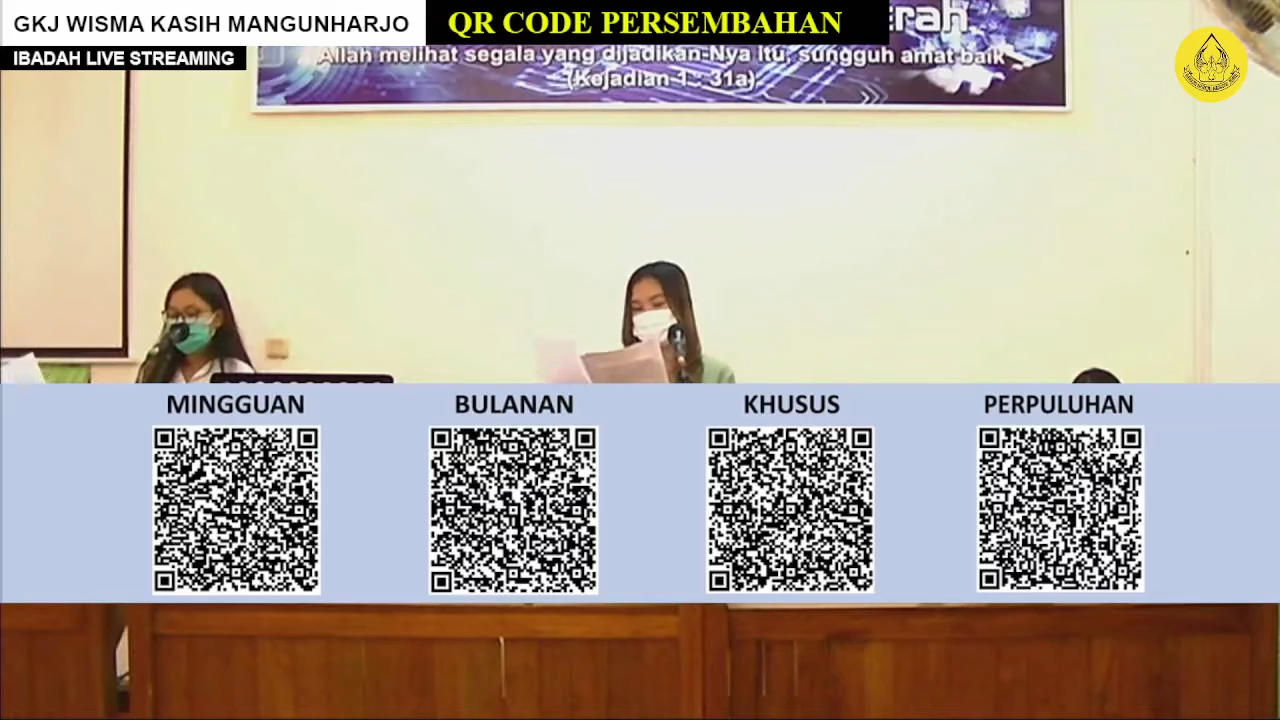 GKJ WISMA KASIH MANGUNHARJO
IBADAH LIVE STREAMING
QR CODE PERSEMBAHAN
Allah melihat segala yang dijadikan-Nya itu, sungguh amat baik
(Kejadian 1 : 31a)
MINGGUAN
BULANAN
KHUSUS
PERPULUHAN